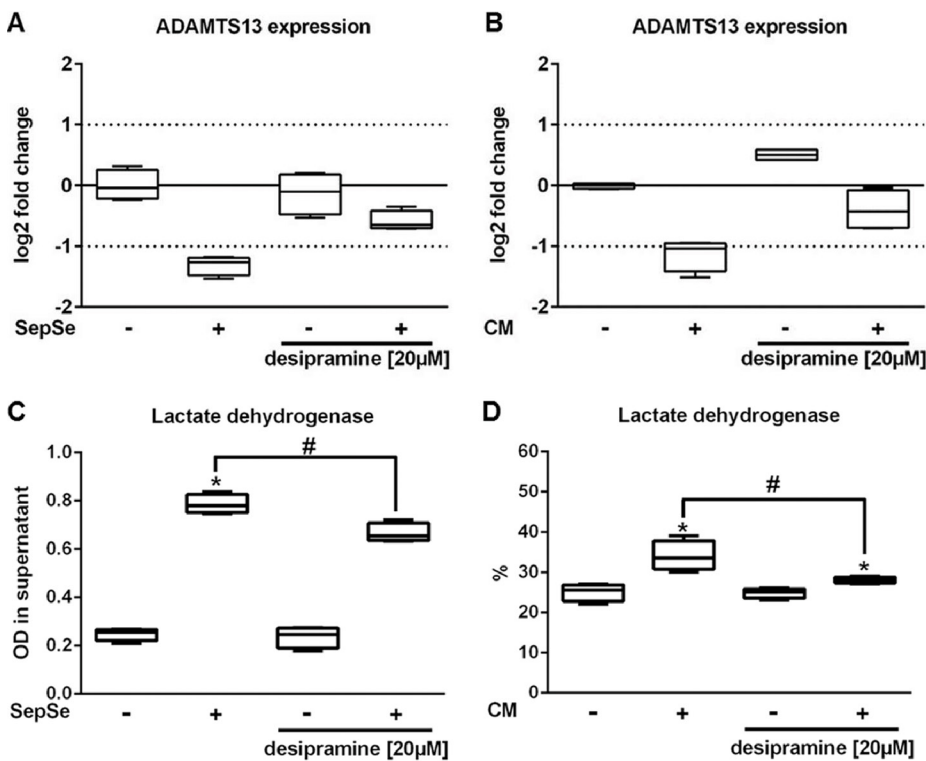 A
ADAMTS13 expression
log2 fold change
2
1
0
-1
-2
SepSe
- + - +
desipramine [20µM]
B
ADAMTS13 expression
log2 fold change
2
1
0
-1
-2
CM
- + - +
desipramine [20µM]
C
Lactate dehydrogenase
OD in supernatant
1.0
0.8
0.6
0.4
0.2
0.0
*
#
SepSe
- + - +
desipramine [20µM]
D
Lactate dehydrogenase
%
60
50
40
30
20
10
0
*
#
*
CM
- + - +
desipramine [20µM]